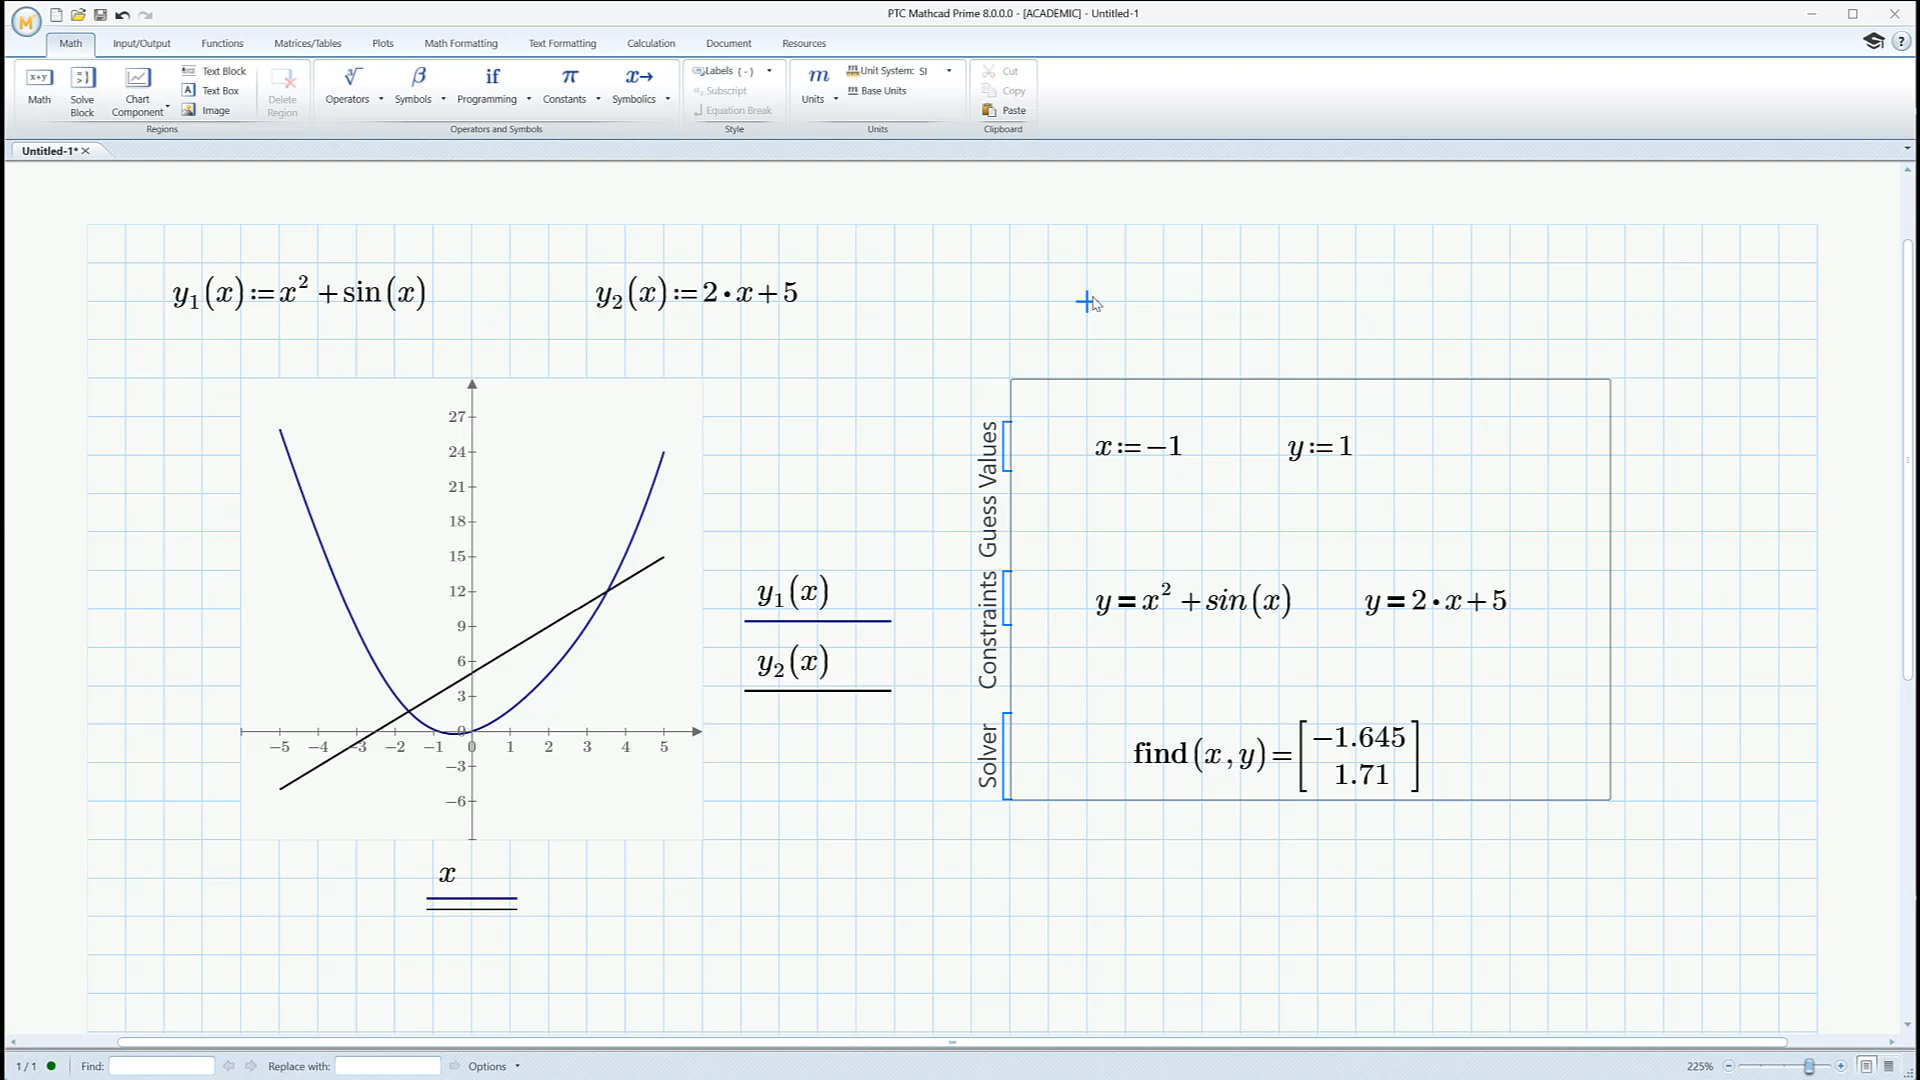 PTC Mathcad Prime 8.0.0.0 - [ACADEMIC] - Untitled-1
Math Input/Output Functions Matrices/Tables Plots Math Formatting Text Formatting Calculation Document Resources
Math
Solve Block
Chart Component
Text Block
Text Box
Image
Delete Region
Regions
Operators
Symbols
Programming
Constants
Symbolics
Operators and Symbols
Labels ( - )
Subscript
Equation Break
Style
Units
Unit System: SI
Base Units
Units
Cut
Copy
Paste
Clipboard
Untitled-1*
y₁(x):=x²+sin(x)
y₂(x):=2·x+5
27
24
21
18
15
12
9
6
3
0
−3
−6
−5 −4 −3 −2 −1 0 1 2 3 4 5
y₁(x)
y₂(x)
x
Guess Values
x:=−1 y:=1
Constraints
y=x²+sin(x) y=2·x+5
Solver
find(x,y)=[−1.645
1.71]
1 / 1 Find: Replace with: Options 225%